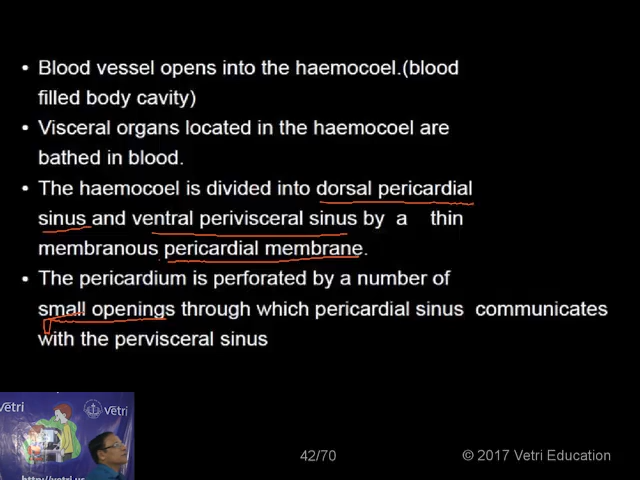 • Blood vessel opens into the haemocoel.(blood
filled body cavity)
• Visceral organs located in the haemocoel are
bathed in blood.
• The haemocoel is divided into dorsal pericardial
sinus and ventral perivisceral sinus by a thin
membranous pericardial membrane.
• The pericardium is perforated by a number of
small openings through which pericardial sinus communicates
with the pervisceral sinus
Vetri
Vetri
http://vetri.
42/70
© 2017 Vetri Education